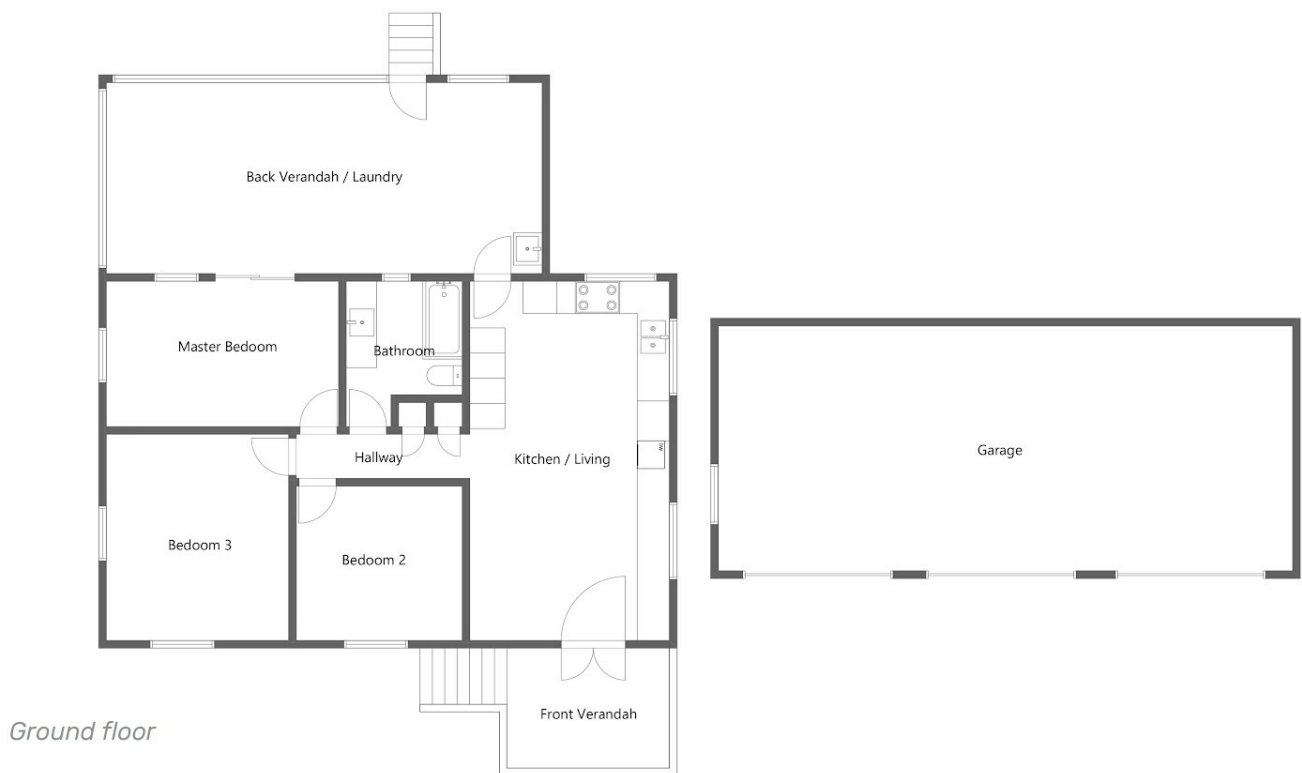 Back Verandah / Laundry
Master Bedoom
Bathroom
Hallway
Kitchen / Living
Garage
Bedoom 3
Bedoom 2
Front Verandah
Ground floor